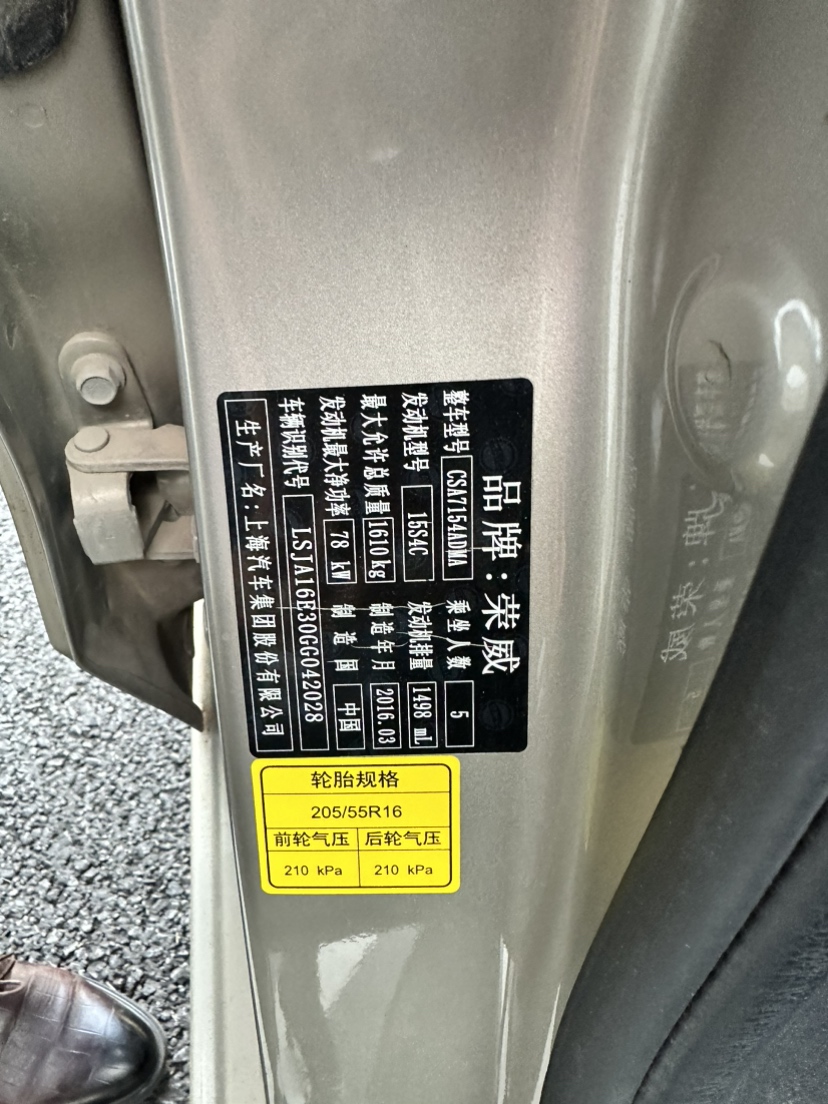 品牌:荣威
整车型号 CSA7154ADMA 乘坐人数 5
发动机型号 15S4C 发动机排量 1498 mL
最大允许总质量 1610 kg 制造年月 2016.03
发动机最大净功率 78 kW 制造国 中国
车辆识别代号 LSJA16E30GG042028
生产厂名:上海汽车集团股份有限公司
轮胎规格
205/55R16
前轮气压 后轮气压
210 kPa 210 kPa